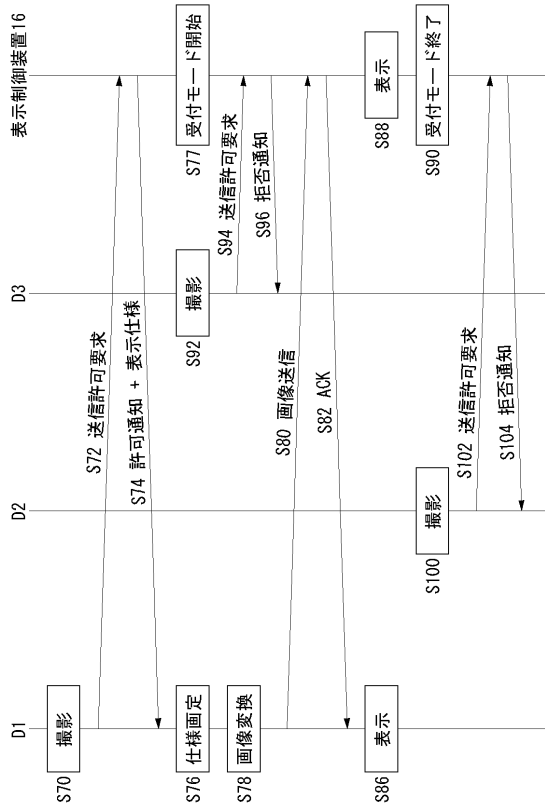 D1
D2
D3
表示制御装置16
S70
撮影
S72 送信許可要求
S74 許可通知 + 表示仕様
S76
仕様画定
S77 受付モード開始
S92
撮影
S78
画像変換
S94 送信許可要求
S96 拒否通知
S80 画像送信
S82 ACK
S86
表示
S88
表示
S90 受付モード終了
S100
撮影
S102 送信許可要求
S104 拒否通知